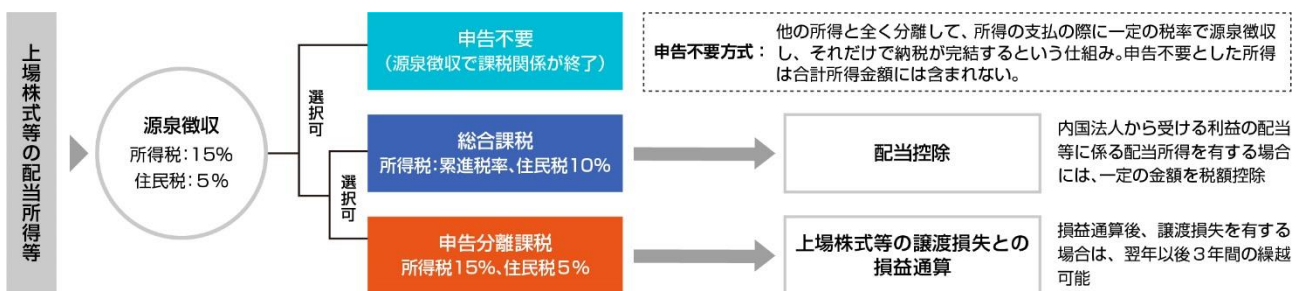 上場株式等の配当所得等
源泉徴収
所得税：15%
住民税：5%
選択可
選択可
申告不要
（源泉徴収で課税関係が終了）
申告不要方式：
他の所得と全く分離して、所得の支払の際に一定の税率で源泉徴収
し、それだけで納税が完結するという仕組み。申告不要とした所得
は合計所得金額には含まれない。
総合課税
所得税：累進税率、住民税10%
配当控除
内国法人から受ける利益の配当
等に係る配当所得を有する場合
には、一定の金額を税額控除
申告分離課税
所得税15%、住民税5%
上場株式等の譲渡損失との
損益通算
損益通算後、譲渡損失を有する
場合は、翌年以後3年間の繰越
可能